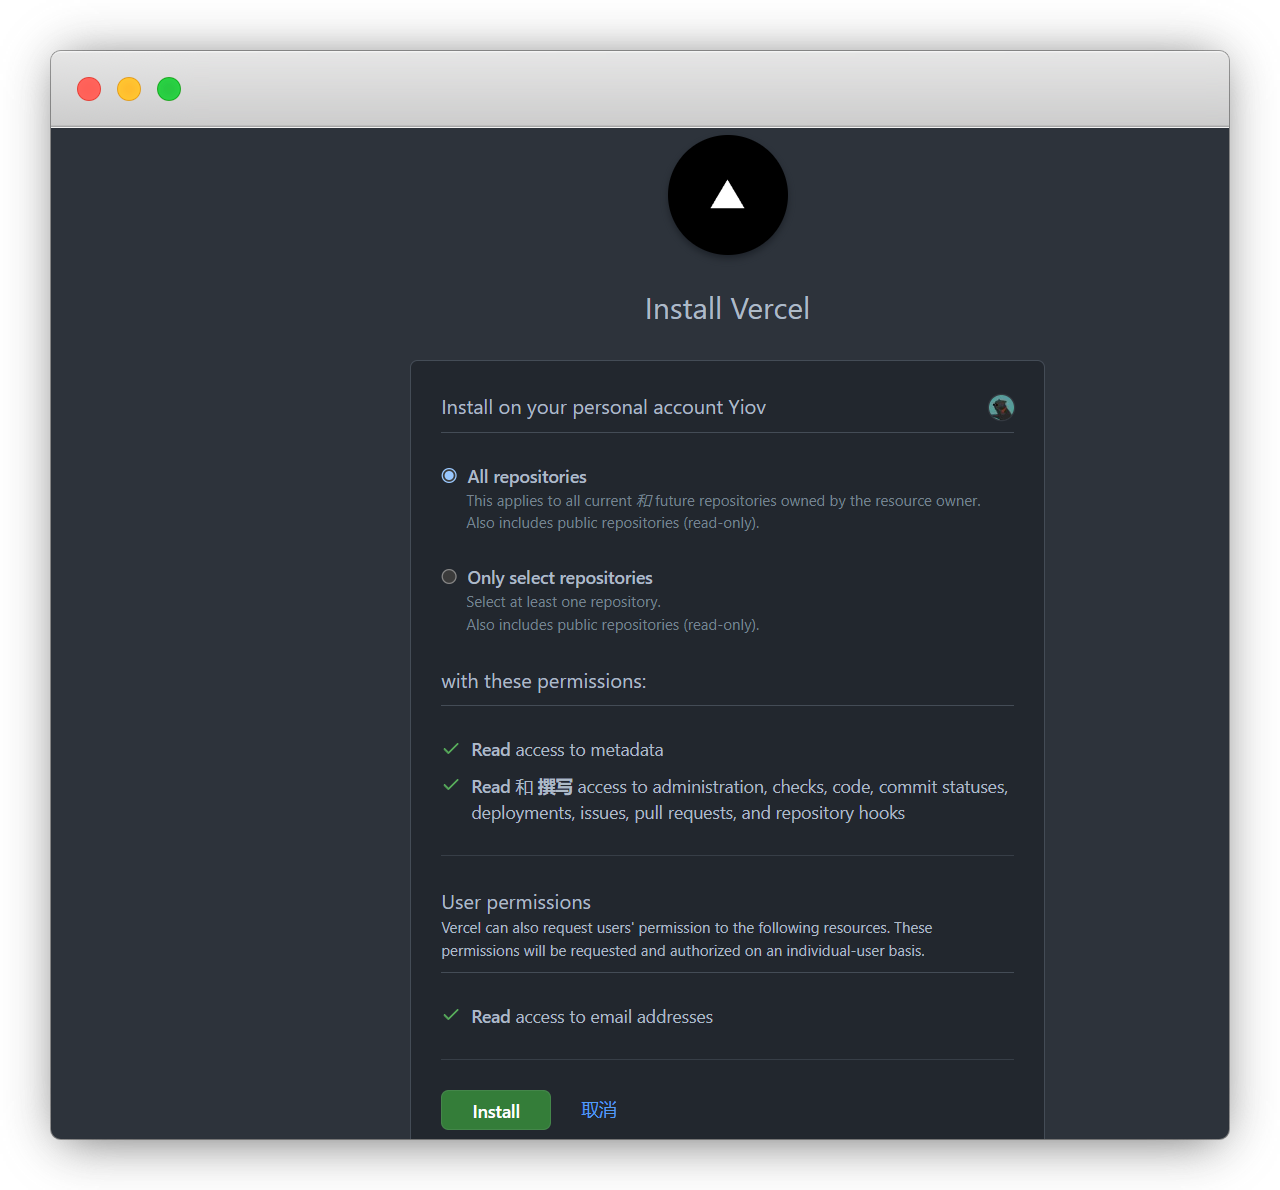 Install Vercel
Install on your personal account Yiov
All repositories
This applies to all current 和 future repositories owned by the resource owner.
Also includes public repositories (read-only).
Only select repositories
Select at least one repository.
Also includes public repositories (read-only).
with these permissions:
Read access to metadata
Read 和 撰写 access to administration, checks, code, commit statuses,
deployments, issues, pull requests, and repository hooks
User permissions
Vercel can also request users' permission to the following resources. These
permissions will be requested and authorized on an individual-user basis.
Read access to email addresses
Install 取消